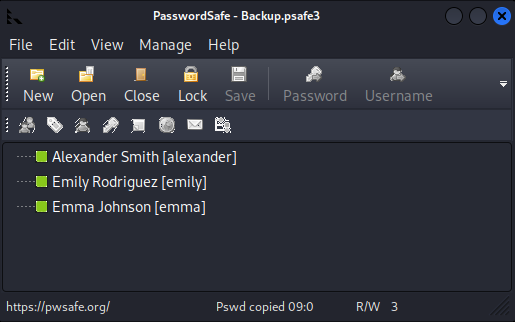 PasswordSafe - Backup.psafe3
File Edit View Manage Help
New Open Close Lock Save Password Username
Alexander Smith [alexander]
Emily Rodriguez [emily]
Emma Johnson [emma]
https://pwsafe.org/ Pswd copied 09:0 R/W 3